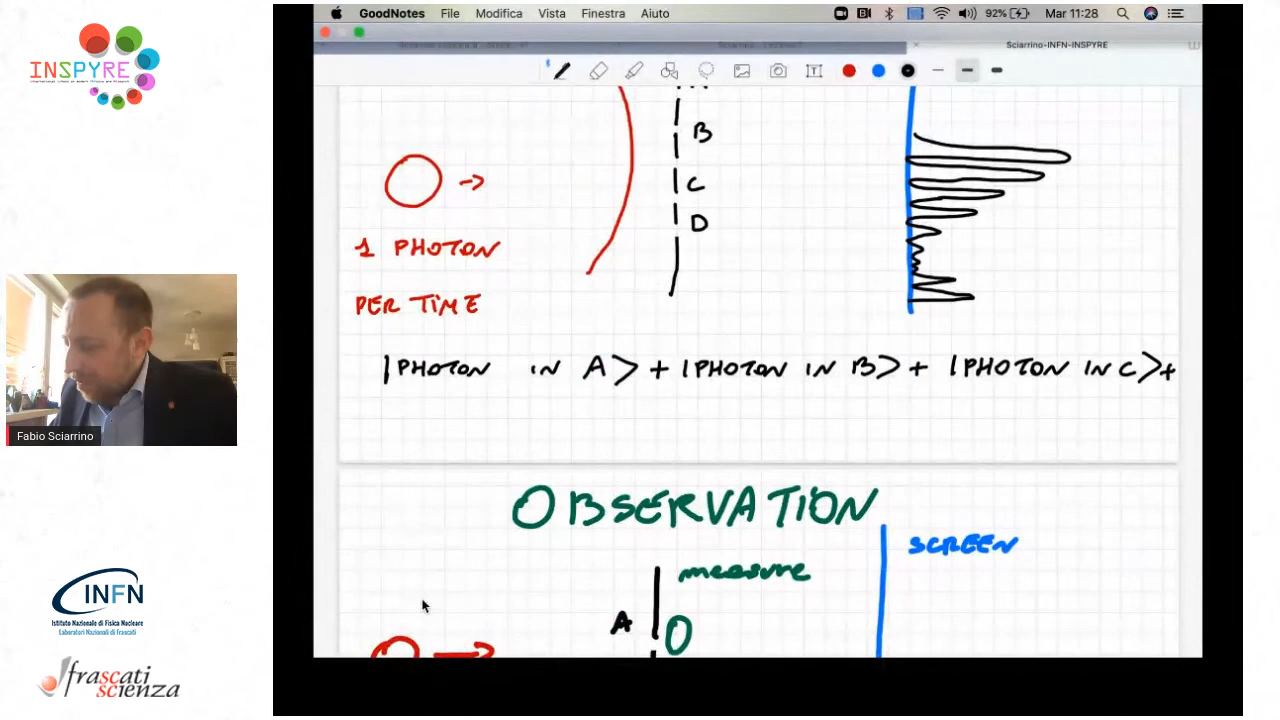 GoodNotes File Modifica Vista Finestra Aiuto 92% Mar 11:28
Sciarrino-INFN-INSPYRE
INSPYRE
B
C
D
1 PHOTON
PER TIME
|PHOTON IN A> + |PHOTON IN B> + |PHOTON IN C> +
Fabio Sciarrino
OBSERVATION
SCREEN
measure
A
INFN
Istituto Nazionale di Fisica Nucleare
Laboratori Nazionali di Frascati
frascati
scienza